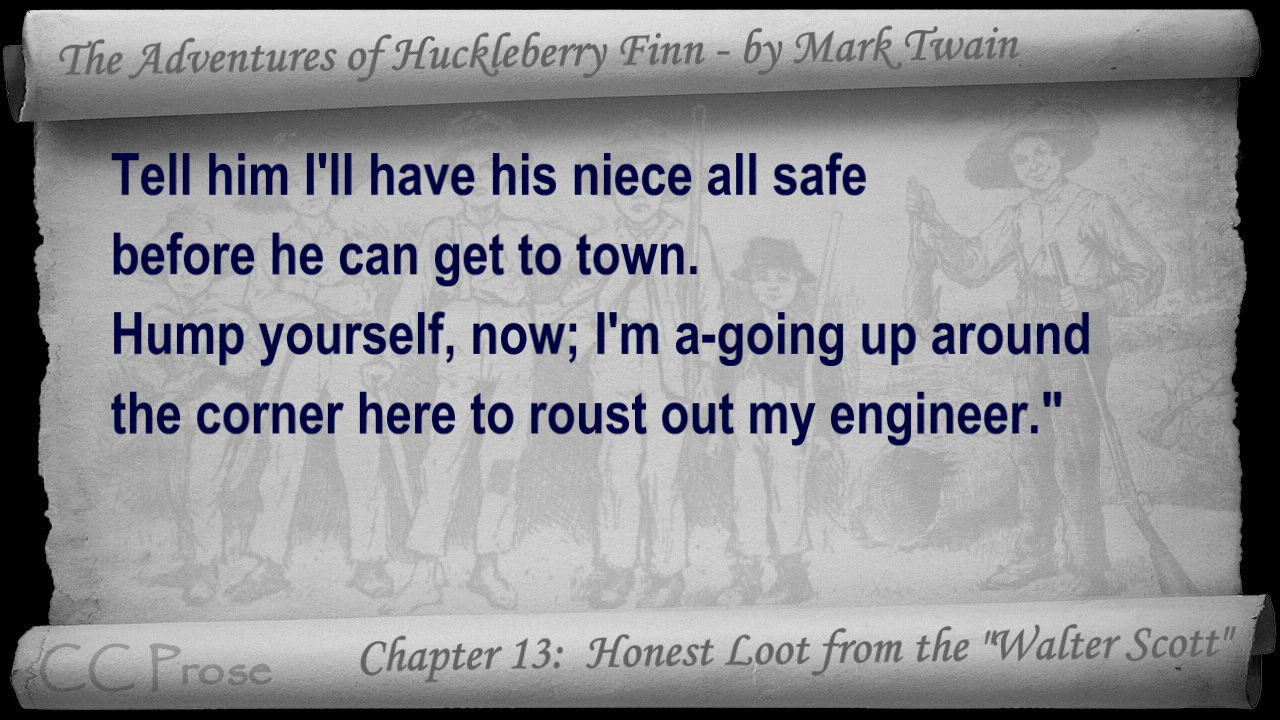 The Adventures of Huckleberry Finn - by Mark Twain
Tell him I'll have his niece all safe
before he can get to town.
Hump yourself, now; I'm a-going up around
the corner here to roust out my engineer."
CC Prose
Chapter 13: Honest Loot from the "Walter Scott"